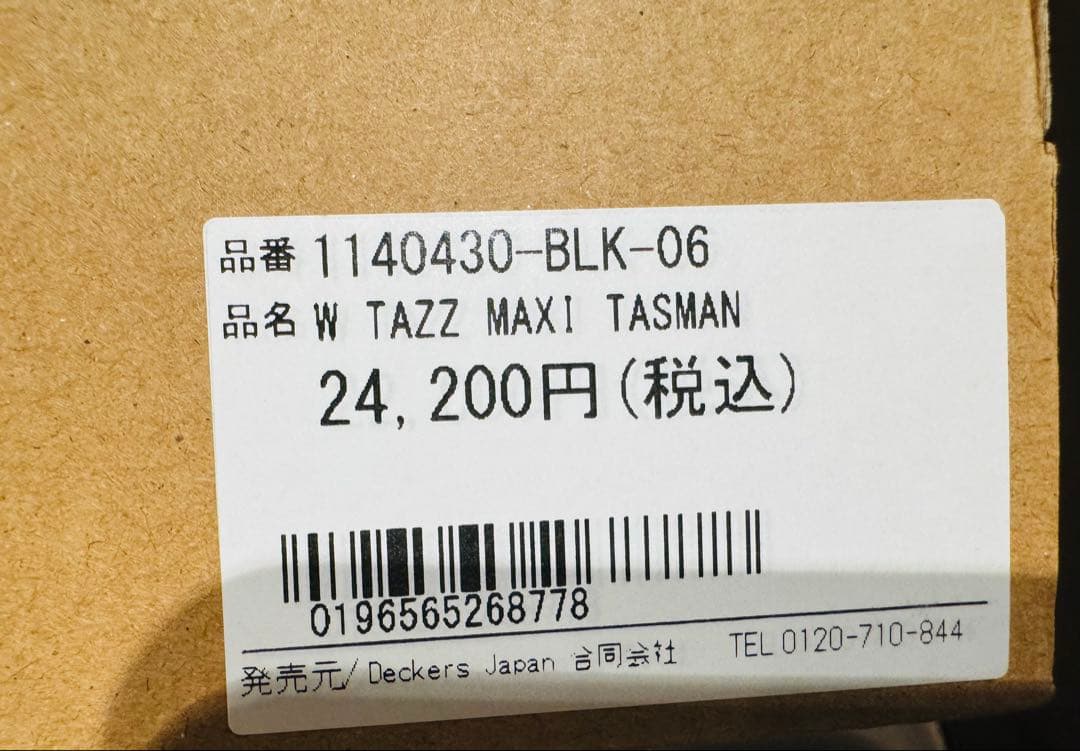 品番 1140430-BLK-06
品名 W TAZZ MAXI TASMAN
24,200円(税込)
0196565268778
発売元/Deckers Japan 合同会社 TEL 0120-710-844